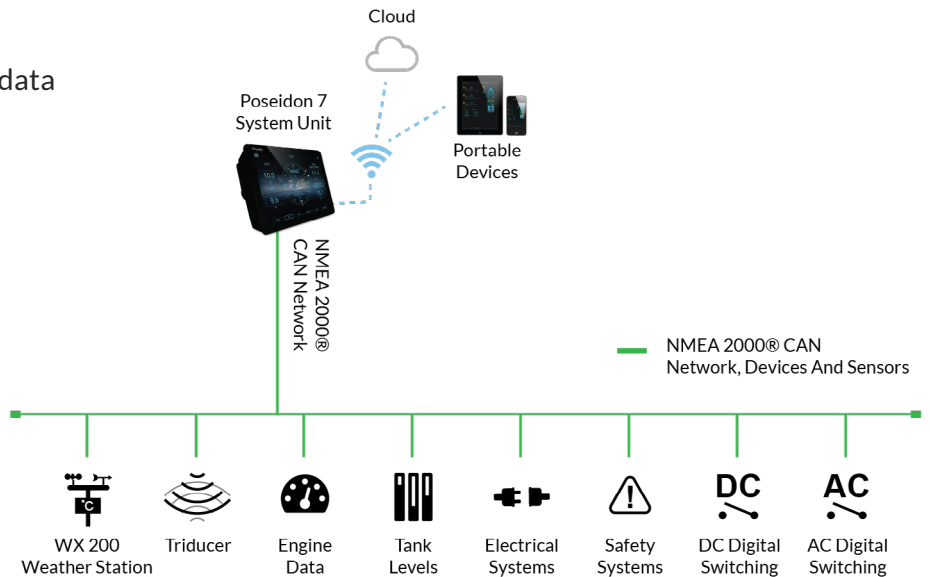 Cloud
data
Poseidon 7
System Unit
Portable
Devices
NMEA 2000®
CAN Network
NMEA 2000® CAN
Network, Devices And Sensors
°C
DC
AC
WX 200
Weather Station
Triducer
Engine
Data
Tank
Levels
Electrical
Systems
Safety
Systems
DC Digital
Switching
AC Digital
Switching